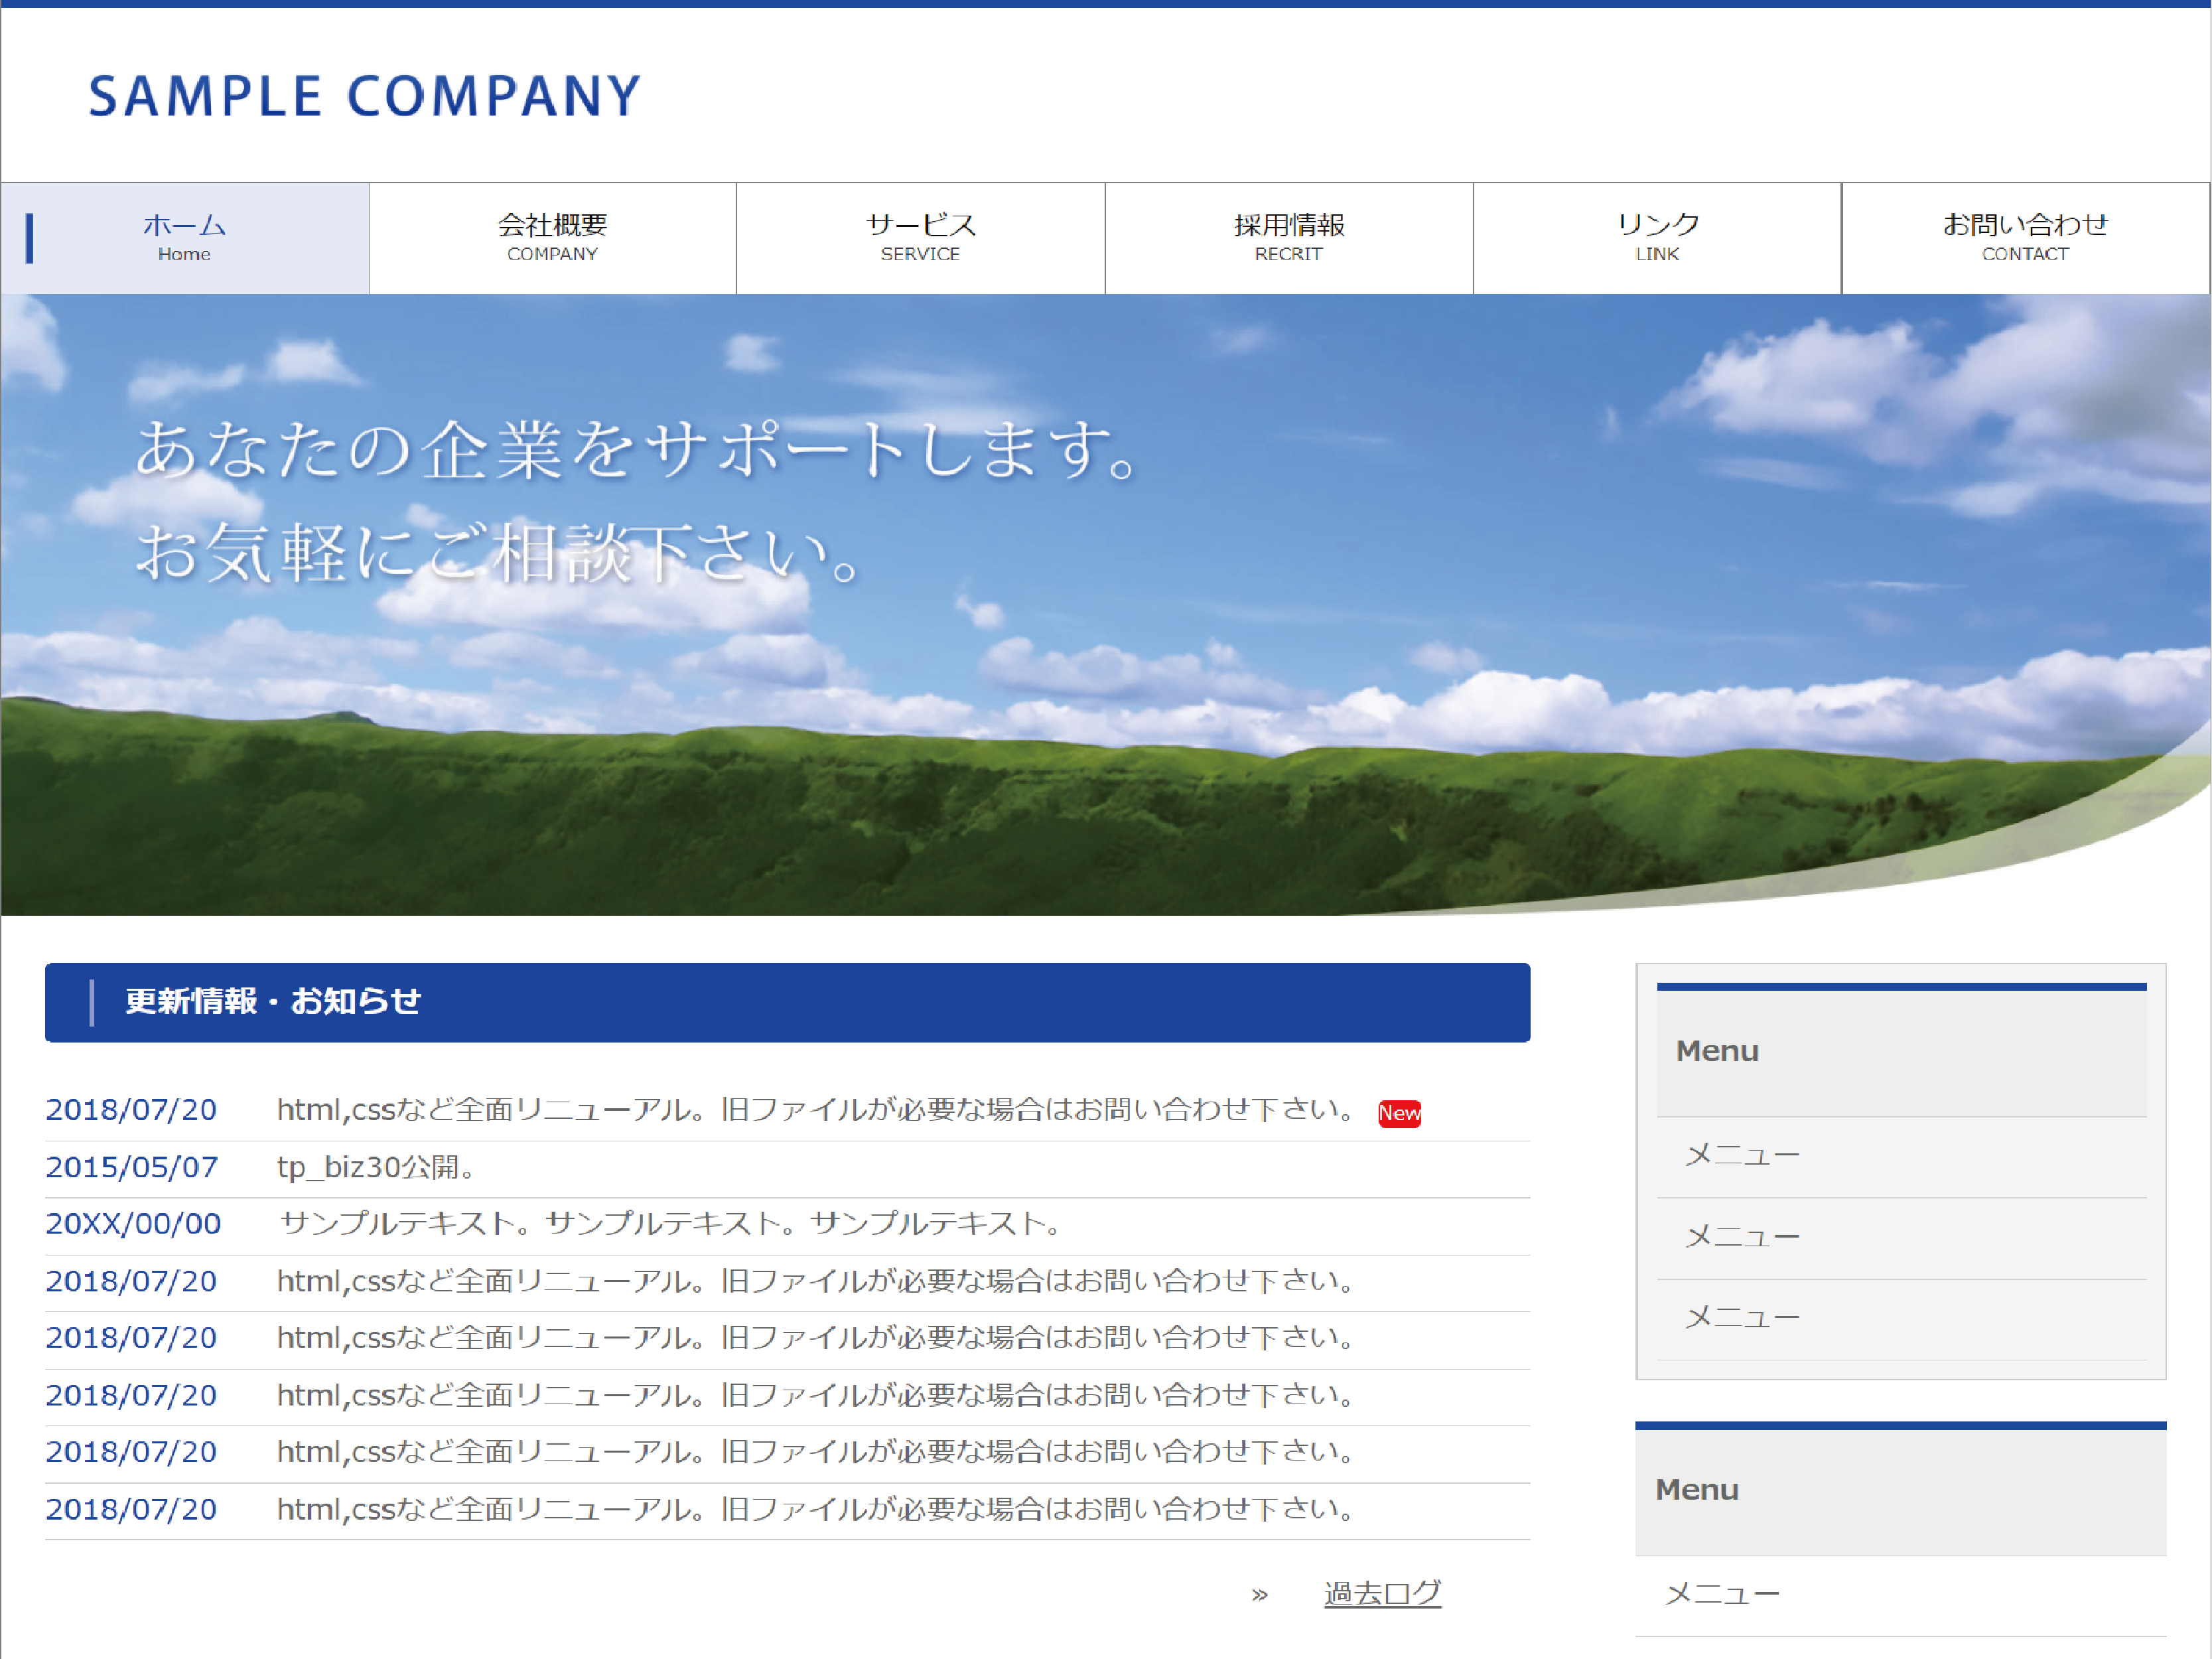 SAMPLE COMPANY
ホーム
Home
会社概要
COMPANY
サービス
SERVICE
採用情報
RECRIT
リンク
LINK
お問い合わせ
CONTACT
あなたの企業をサポートします。
お気軽にご相談下さい。
更新情報・お知らせ
2018/07/20 html,cssなど全面リニューアル。旧ファイルが必要な場合はお問い合わせ下さい。 New
2015/05/07 tp_biz30公開。
20XX/00/00 サンプルテキスト。サンプルテキスト。サンプルテキスト。
2018/07/20 html,cssなど全面リニューアル。旧ファイルが必要な場合はお問い合わせ下さい。
2018/07/20 html,cssなど全面リニューアル。旧ファイルが必要な場合はお問い合わせ下さい。
2018/07/20 html,cssなど全面リニューアル。旧ファイルが必要な場合はお問い合わせ下さい。
2018/07/20 html,cssなど全面リニューアル。旧ファイルが必要な場合はお問い合わせ下さい。
2018/07/20 html,cssなど全面リニューアル。旧ファイルが必要な場合はお問い合わせ下さい。
» 過去ログ
Menu
メニュー
メニュー
メニュー
Menu
メニュー